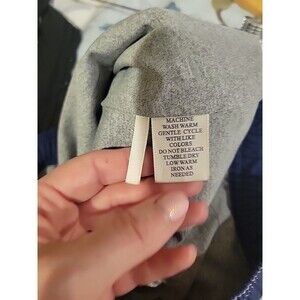 MACHINE
WASH WARM
GENTLE CYCLE
WITH LIKE
COLORS
DO NOT BLEACH
TUMBLE DRY
LOW WARM
IRON AS
NEEDED